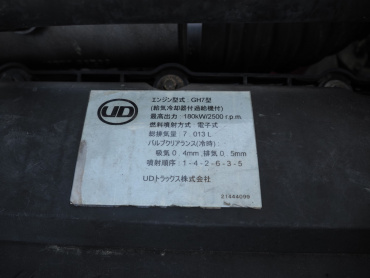 UD
エンジン型式：GH7型
(給気冷却器付過給機付)
最高出力：180kW/2500 r.p.m.
燃料噴射方式：電子式
総排気量 7 013 L
バルブクリアランス(冷時)：
吸気 0 4mm,排気 0 5mm
噴射順序：1-4-2-6-3-5
UDトラックス株式会社